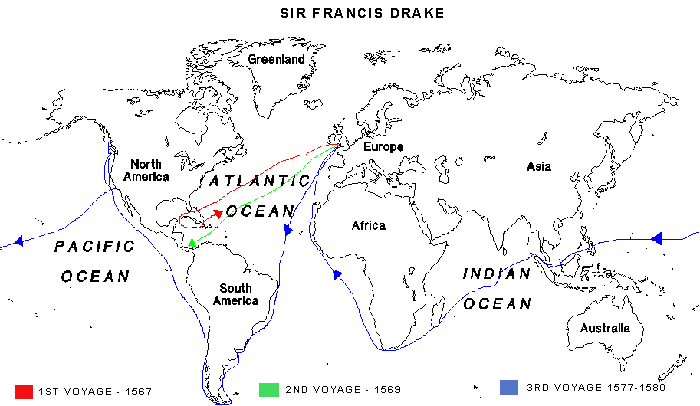 SIR FRANCIS DRAKE
Greenland
Europe
North
America
Asia
ATLANTIC
OCEAN
Africa
PACIFIC
OCEAN
INDIAN
OCEAN
South
America
Australia
1ST VOYAGE - 1567
2ND VOYAGE - 1569
3RD VOYAGE 1577-1580